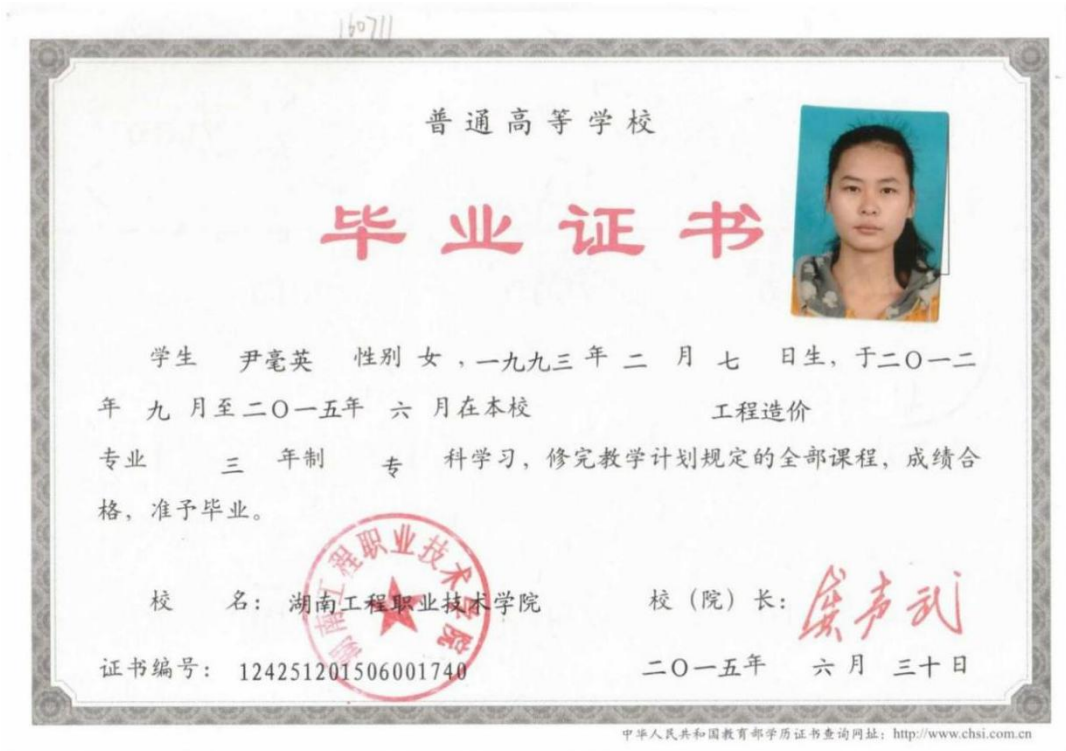 160711
普通高等学校
毕业证书
学生 尹毫英 性别 女，一九九三 年 二 月 七 日生，于二〇一二
年 九 月至二〇一五年 六 月在本校 工程造价
专业 三 年制 专 科学习，修完教学计划规定的全部课程，成绩合
格，准予毕业。
湖南工程职业技术学院
校 名：湖南工程职业技术学院 校（院）长：
证书编号：124251201506001740 二〇一五年 六月 三十日
中华人民共和国教育部学历证书查询网址：http://www.chsi.com.cn